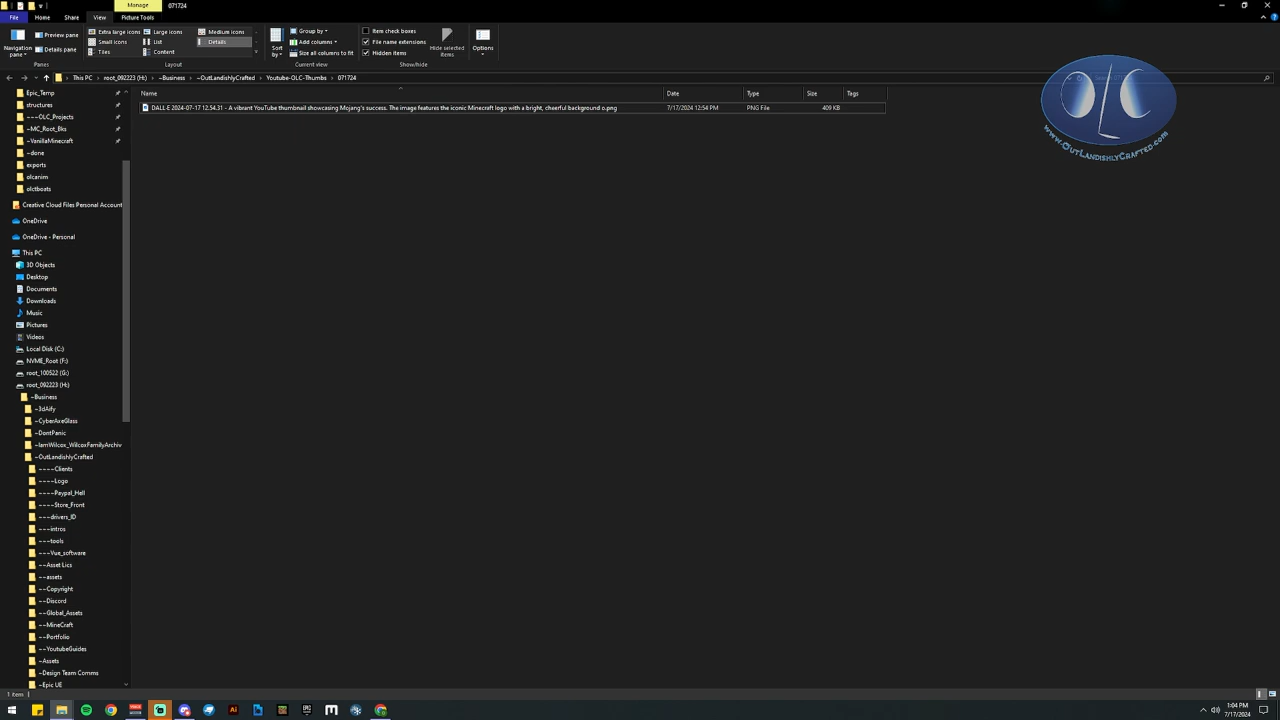 Manage
071724
File
Home
Share
View
Picture Tools
Navigation pane
Preview pane
Details pane
Panes
Extra large icons
Large icons
Medium icons
Small icons
List
Details
Tiles
Content
Layout
Sort by
Group by
Add columns
Size all columns to fit
Current view
Item check boxes
File name extensions
Hidden items
Hide selected items
Show/hide
Options
This PC
root_092223 (H:)
~Business
~OutLandishlyCrafted
Youtube-OLC-Thumbs
071724
Name
Date
Type
Size
Tags
DALL·E 2024-07-17 12.54.31 - A vibrant YouTube thumbnail showcasing Mojang's success. The image features the iconic Minecraft logo with a bright, cheerful background o.png
7/17/2024 12:54 PM
PNG File
409 KB
OLC
www.OutLandishlyCrafted.com
Epic_Temp
structures
~~~OLC_Projects
~MC_Root_Bks
~VanillaMinecraft
~done
exports
olcanim
olctboats
Creative Cloud Files Personal Account
OneDrive
OneDrive - Personal
This PC
3D Objects
Desktop
Documents
Downloads
Music
Pictures
Videos
Local Disk (C:)
NVME_Root (F:)
root_100522 (G:)
root_092223 (H:)
~Business
~3dAify
~CyberAxeGlass
~DontPanic
~IamWilcox_WilcoxFamilyArchiv
~OutLandishlyCrafted
~~~~Clients
~~~~Logo
~~~~Paypal_Hell
~~~~Store_Front
~~~drivers_ID
~~~intros
~~~tools
~~~Vue_software
~~Asset Lics
~~assets
~~Copyright
~~Discord
~~Global_Assets
~~MineCraft
~~Portfolio
~~YoutubeGuides
~Assets
~Design Team Comms
~Epic UE
1 item
1:04 PM
7/17/2024